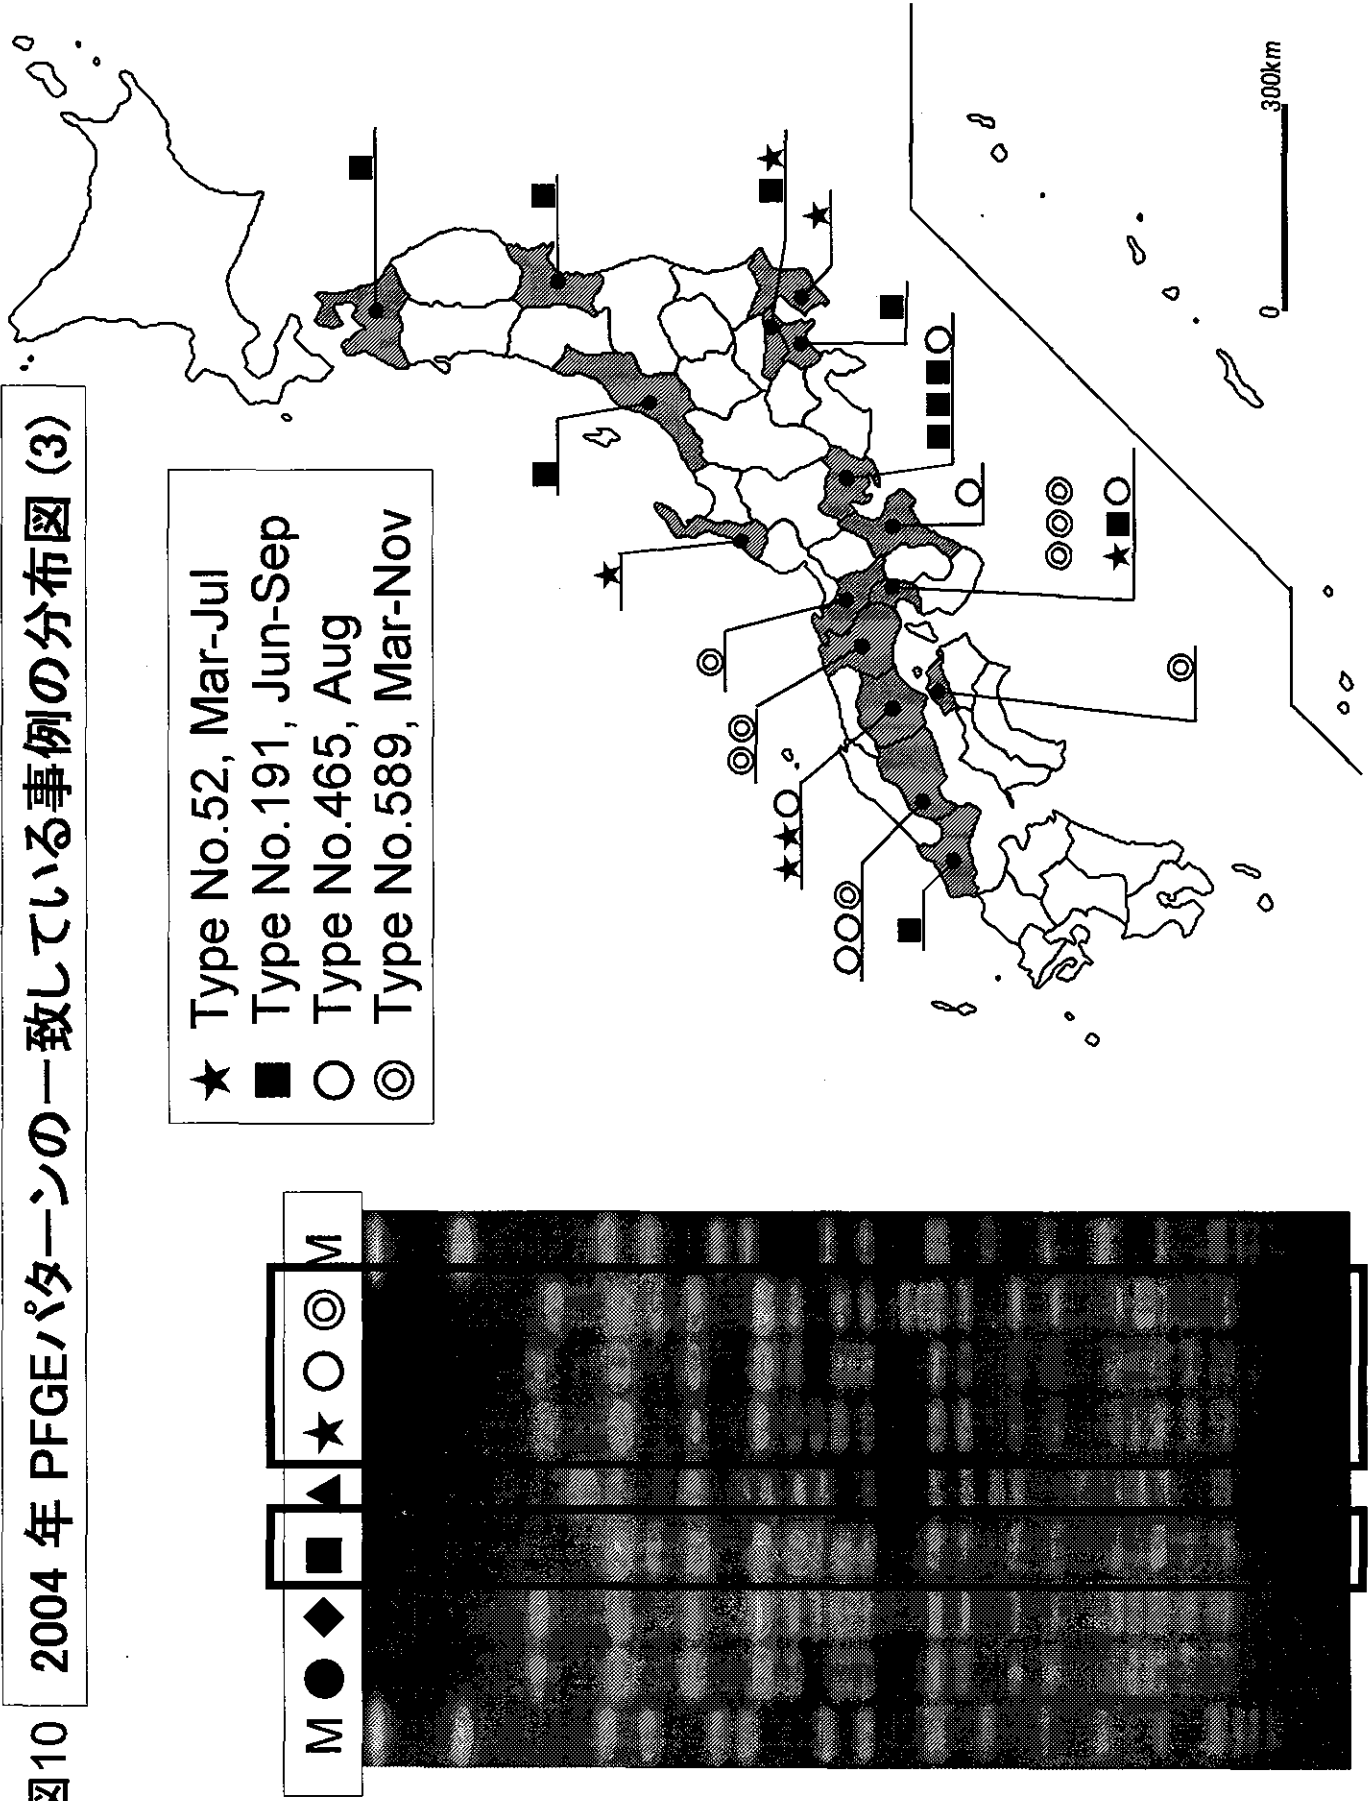 図10 2004 年 PFGEパターンの一致している事例の分布図 (3)
★ Type No.52, Mar-Jul
■ Type No.191, Jun-Sep
○ Type No.465, Aug
◎ Type No.589, Mar-Nov
M ● ◆ ■ ▲ ★ ○ ◎ M
0 300km